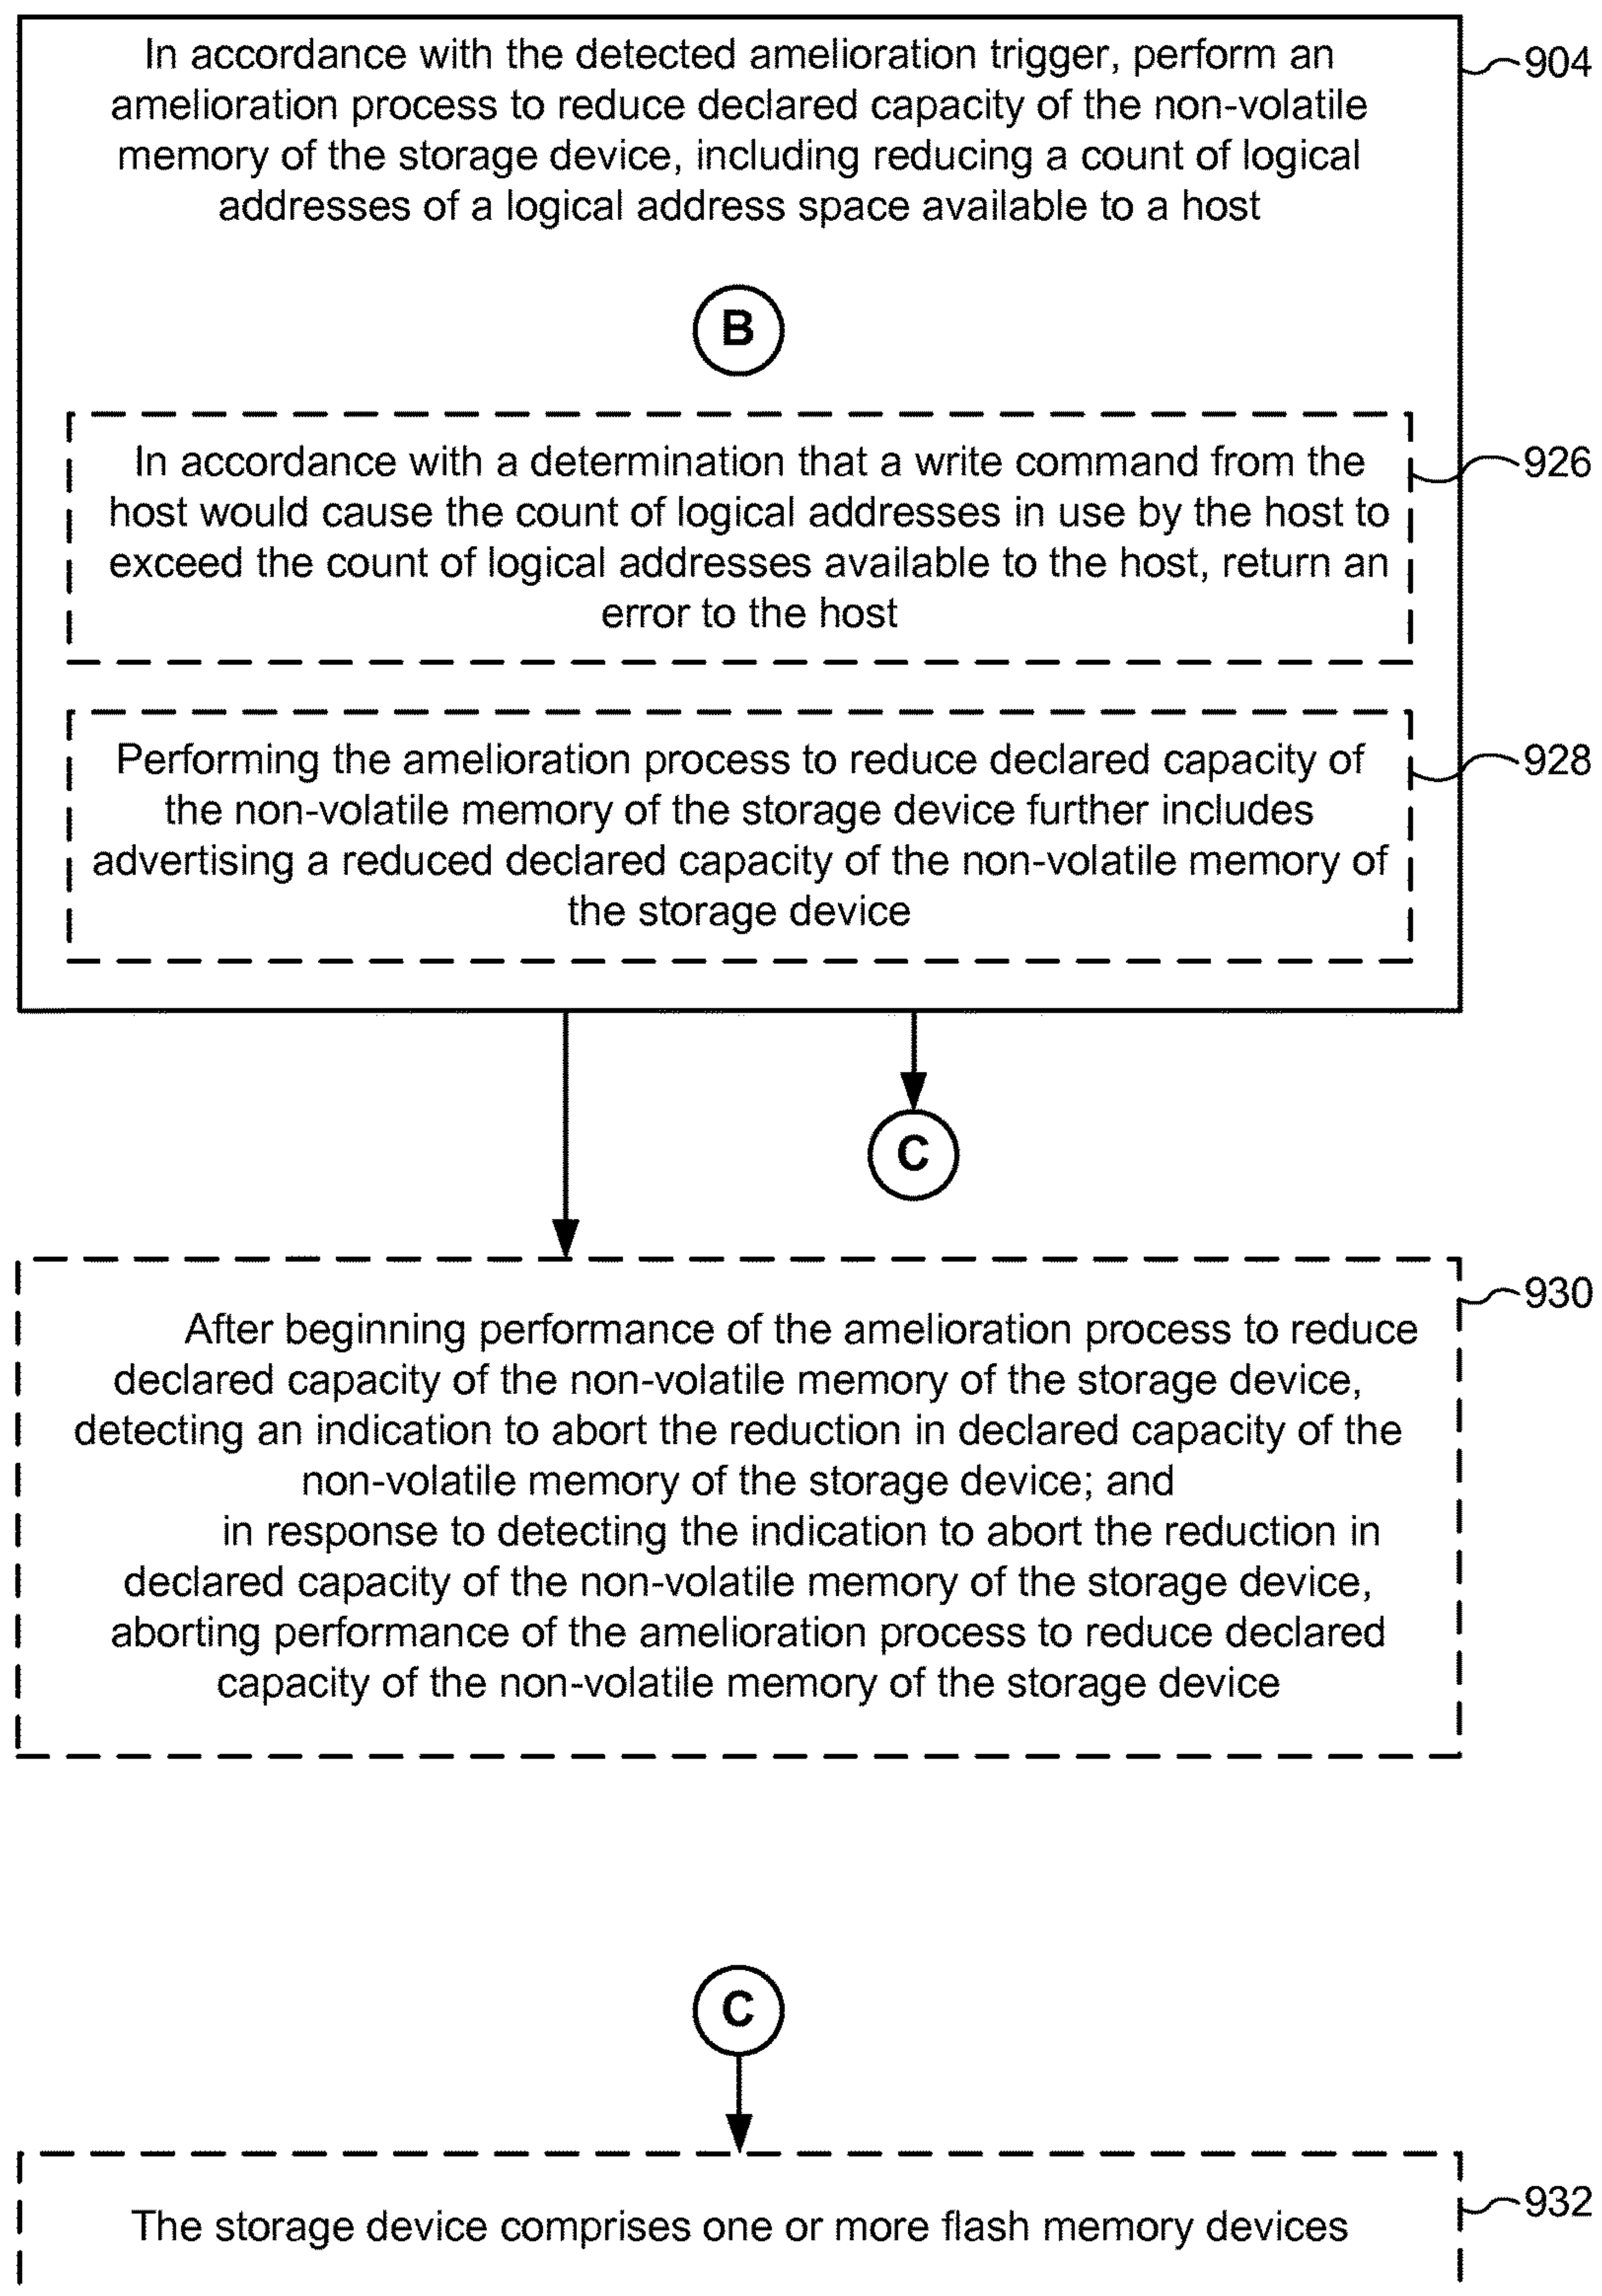 In accordance with the detected amelioration trigger, perform an
amelioration process to reduce declared capacity of the non-volatile
memory of the storage device, including reducing a count of logical
addresses of a logical address space available to a host
904
B
In accordance with a determination that a write command from the
host would cause the count of logical addresses in use by the host to
exceed the count of logical addresses available to the host, return an
error to the host
926
Performing the amelioration process to reduce declared capacity of
the non-volatile memory of the storage device further includes
advertising a reduced declared capacity of the non-volatile memory of
the storage device
928
C
After beginning performance of the amelioration process to reduce
declared capacity of the non-volatile memory of the storage device,
detecting an indication to abort the reduction in declared capacity of the
non-volatile memory of the storage device; and
in response to detecting the indication to abort the reduction in
declared capacity of the non-volatile memory of the storage device,
aborting performance of the amelioration process to reduce declared
capacity of the non-volatile memory of the storage device
930
C
The storage device comprises one or more flash memory devices
932